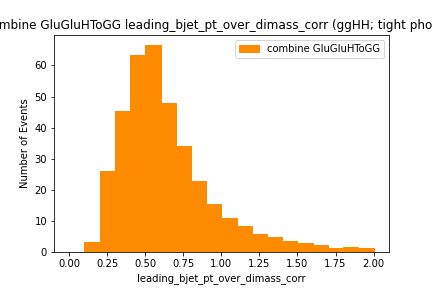 mbine GluGluHToGG leading_bjet_pt_over_dimass_corr (ggHH; tight pho
combine GluGluHToGG
Number of Events
60
50
40
30
20
10
0
0.00 0.25 0.50 0.75 1.00 1.25 1.50 1.75 2.00
leading_bjet_pt_over_dimass_corr